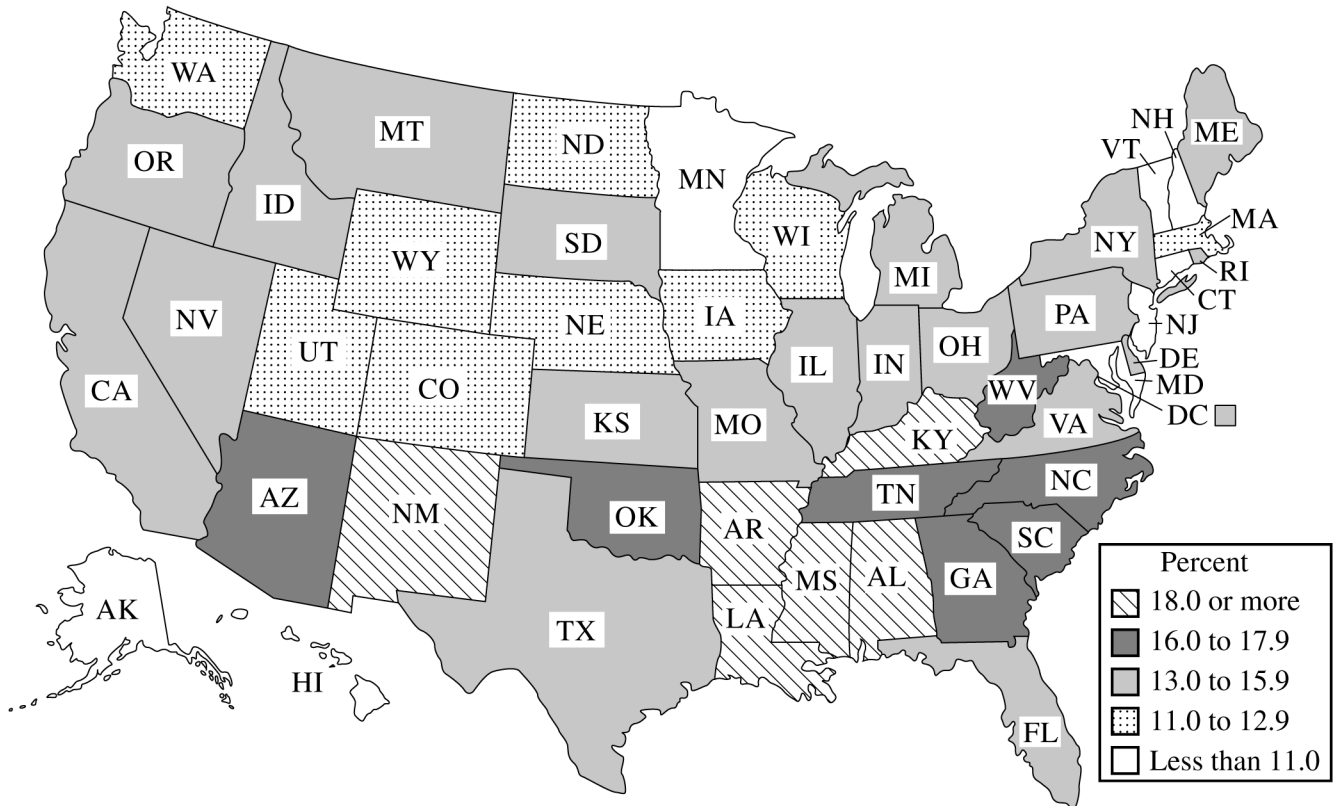 WA
MT
ND
MN
OR
ID
SD
WI
WY
MI
NH
ME
VT
NY
MA
RI
CT
NV
UT
NE
IA
PA
NJ
CA
CO
IL
IN
OH
DE
MD
WV
DC
KS
MO
KY
VA
AZ
NM
OK
AR
TN
NC
SC
MS
AL
GA
LA
TX
FL
AK
HI
Percent
18.0 or more
16.0 to 17.9
13.0 to 15.9
11.0 to 12.9
Less than 11.0